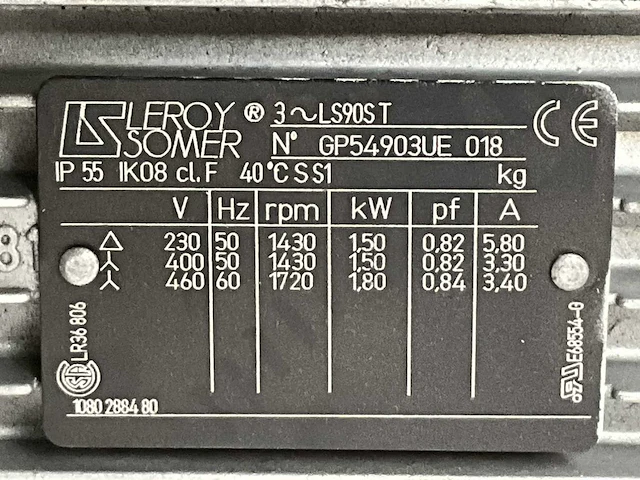 LEROY SOMER ® 3~LS90S T
N° GP54903UE 018
IP 55 IK08 cl.F 40°C S S1 kg
V Hz rpm kW pf A
△ 230 50 1430 1,50 0,82 5,80
⅄ 400 50 1430 1,50 0,82 3,30
⅄ 460 60 1720 1,80 0,84 3,40
LR36 806
E68554-G
1080 2884 80
CE
8